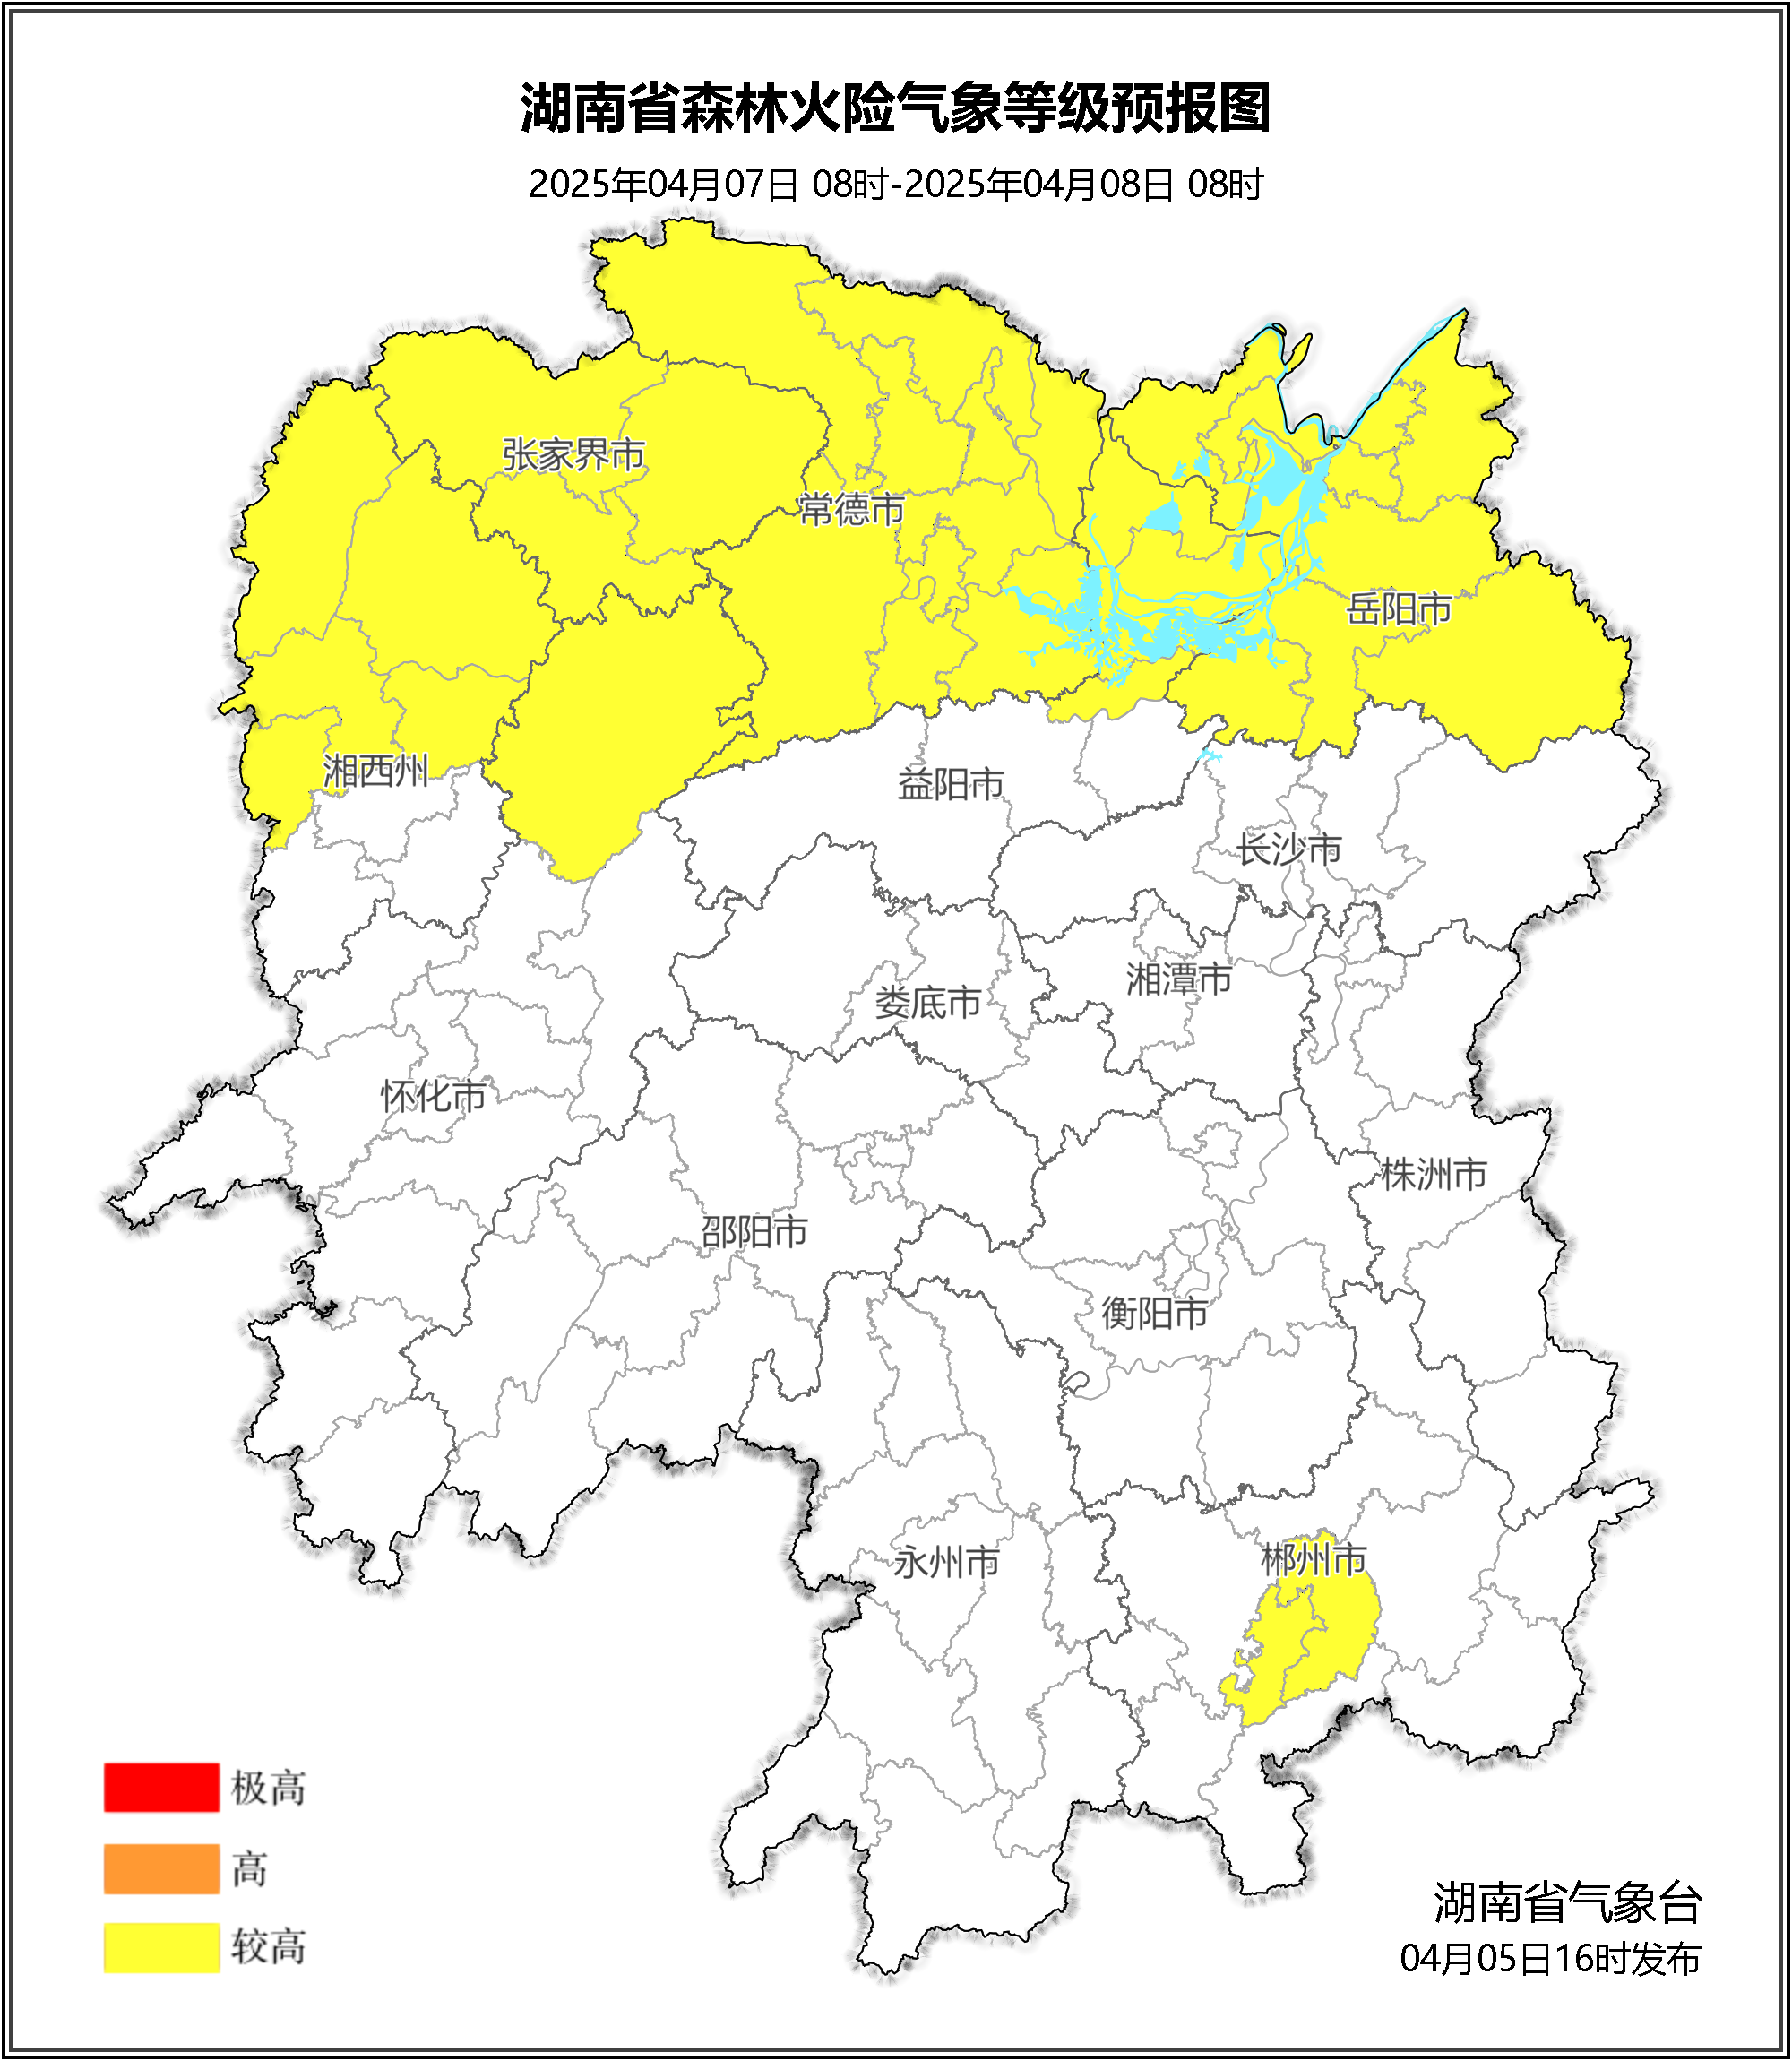 湖南省森林火险气象等级预报图
2025年04月07日 08时-2025年04月08日 08时
张家界市
常德市
岳阳市
湘西州
益阳市
长沙市
湘潭市
娄底市
怀化市
株洲市
邵阳市
衡阳市
永州市
郴州市
极高
高
较高
湖南省气象台
04月05日16时发布